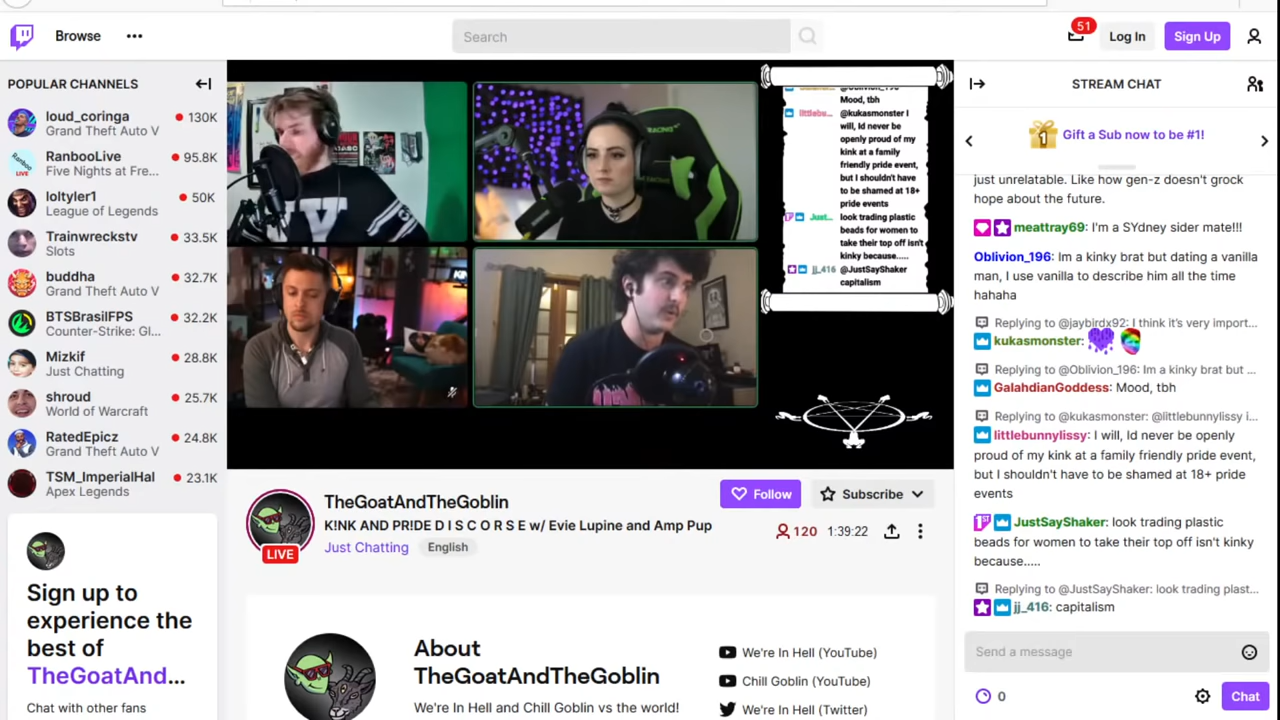 Browse
Search
51
Log In
Sign Up
POPULAR CHANNELS
Grand Theft Auto V
130K
RanbooLive
95.8K
Five Nights at Fre...
loltyler1
50K
League of Legends
Trainwreckstv
33.5K
Slots
buddha
32.7K
Grand Theft Auto V
BTSBrasilFPS
32.2K
Counter-Strike: Gl...
Mizkif
28.8K
Just Chatting
shroud
25.7K
World of Warcraft
RatedEpicz
24.8K
Grand Theft Auto V
TSM_ImperialHal
23.1K
Apex Legends
Sign up to
experience the
best of
TheGoatAnd...
Chat with other fans
Mood, tbh
littlebu... @kukasmonster I
will, Id never be
openly proud of my
kink at a family
friendly pride event,
but I shouldn't have
to be shamed at 18+
pride events
Just... look trading plastic
beads for women to
take their top off isn't
kinky because.....
jj_416 @JustSayShaker
capitalism
TheGoatAndTheGoblin
K!NK AND PR!DE D I S C O R S E w/ Evie Lupine and Amp Pup
Just Chatting
English
LIVE
Follow
Subscribe
120
1:39:22
About
TheGoatAndTheGoblin
We're In Hell and Chill Goblin vs the world!
We're In Hell (YouTube)
Chill Goblin (YouTube)
We're In Hell (Twitter)
STREAM CHAT
1
Gift a Sub now to be #1!
just unrelatable. Like how gen-z doesn't grock
hope about the future.
meattray69: I'm a SYdney sider mate!!!
Oblivion_196: Im a kinky brat but dating a vanilla
man, I use vanilla to describe him all the time
hahaha
Replying to @jaybirdx92: I think it's very import...
kukasmonster:
Replying to @Oblivion_196: Im a kinky brat but ...
GalahdianGoddess: Mood, tbh
Replying to @kukasmonster: @littlebunnylissy i...
littlebunnylissy: I will, Id never be openly
proud of my kink at a family friendly pride event,
but I shouldn't have to be shamed at 18+ pride
events
JustSayShaker: look trading plastic
beads for women to take their top off isn't kinky
because.....
Replying to @JustSayShaker: look trading plast...
jj_416: capitalism
Send a message
0
Chat